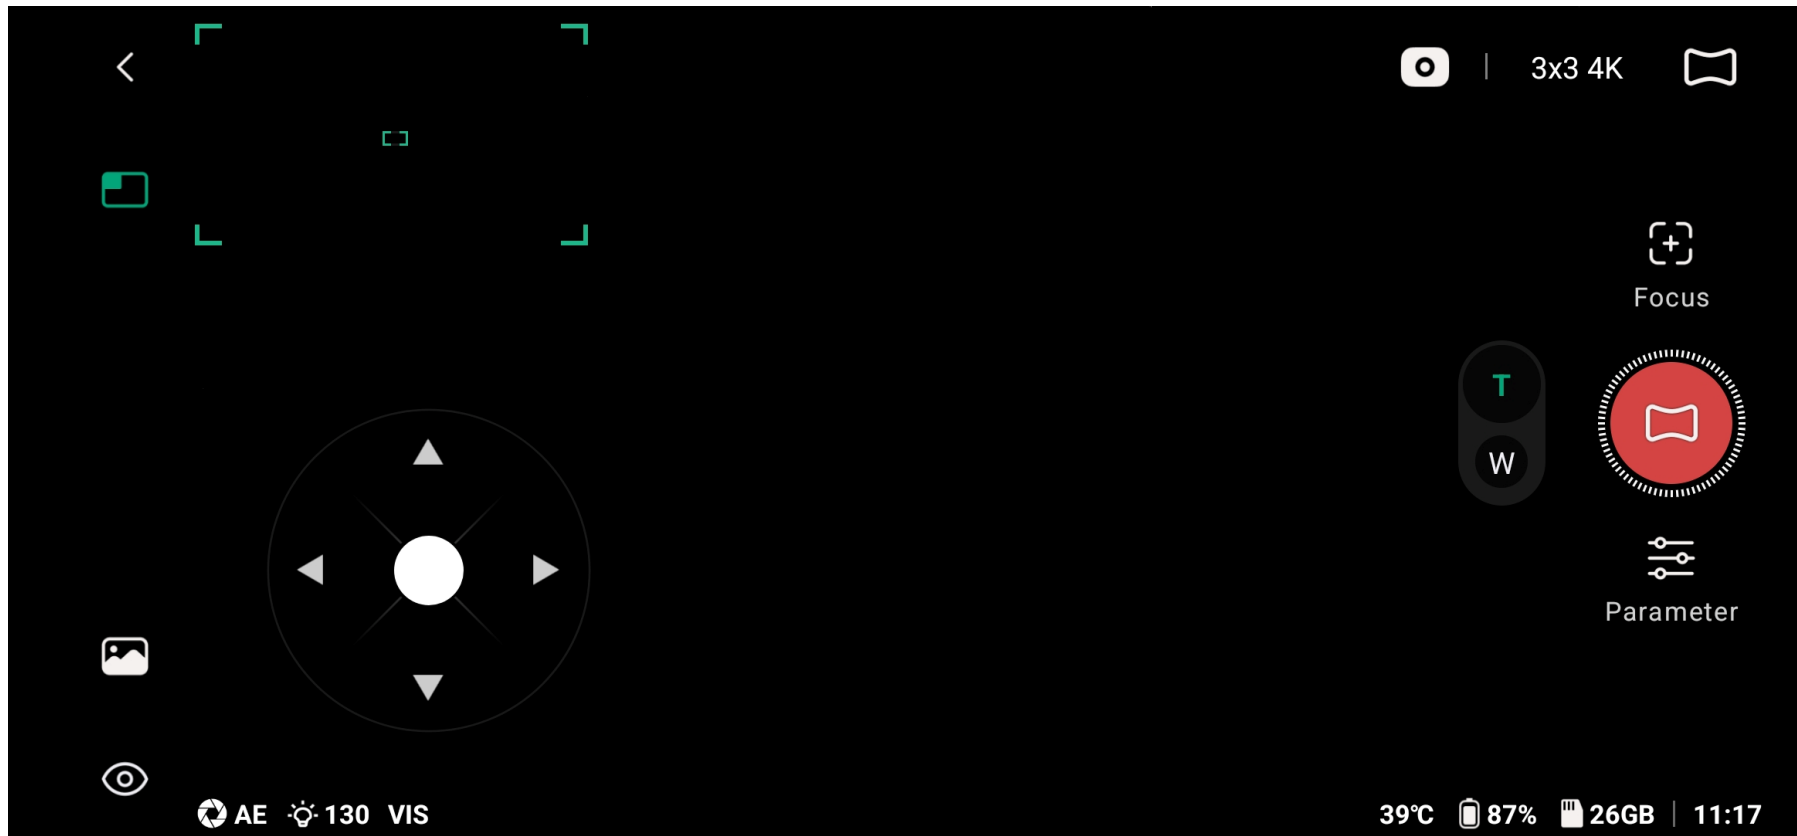 3x3 4K
Focus
T
W
Parameter
AE 130 VIS
39℃ 87% 26GB 11:17